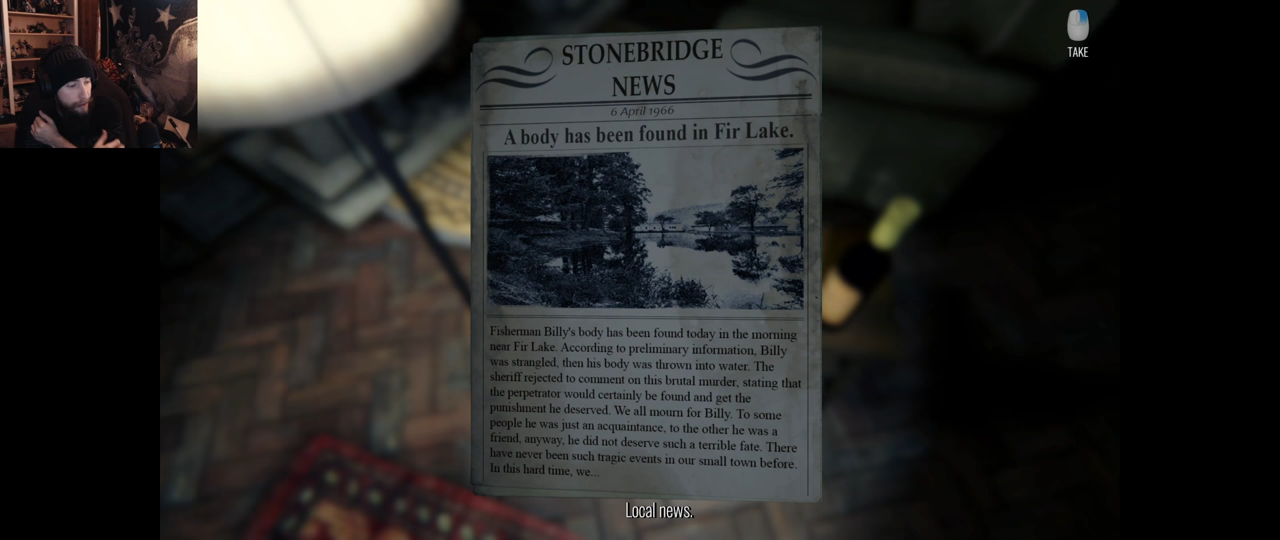 TAKE
STONEBRIDGE
NEWS
6 April 1966
A body has been found in Fir Lake.
Fisherman Billy's body has been found today in the morning
near Fir Lake. According to preliminary information, Billy
was strangled, then his body was thrown into water. The
sheriff rejected to comment on this brutal murder, stating that
the perpetrator would certainly be found and get the
punishment he deserved. We all mourn for Billy. To some
people he was just an acquaintance, to the other he was a
friend, anyway, he did not deserve such a terrible fate. There
have never been such tragic events in our small town before.
In this hard time, we...
Local news.